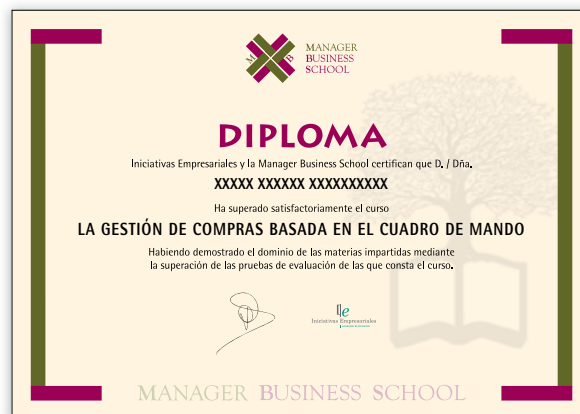 M B
MANAGER
BUSINESS
SCHOOL
DIPLOMA
Iniciativas Empresariales y la Manager Business School certifican que D. / Dña.
XXXXX XXXXXX XXXXXXXXXX
Ha superado satisfactoriamente el curso
LA GESTIÓN DE COMPRAS BASADA EN EL CUADRO DE MANDO
Habiendo demostrado el dominio de las materias impartidas mediante
la superación de las pruebas de evaluación de las que consta el curso.
Iniciativas Empresariales
MANAGER BUSINESS SCHOOL